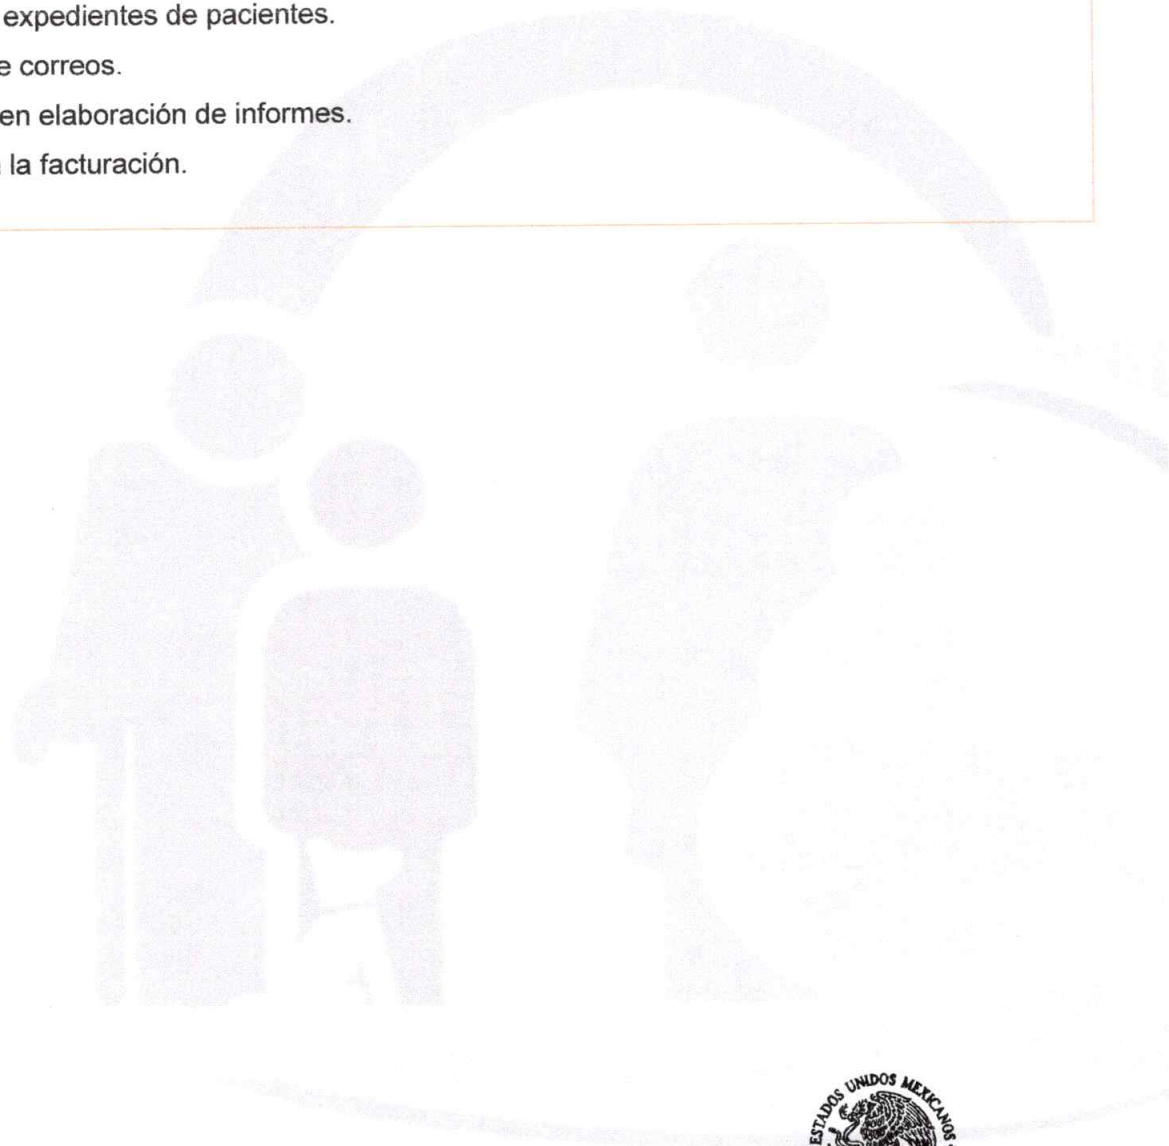 expedientes de pacientes.
e correos.
en elaboración de informes.
la facturación.
ESTADOS UNIDOS MEXICANOS